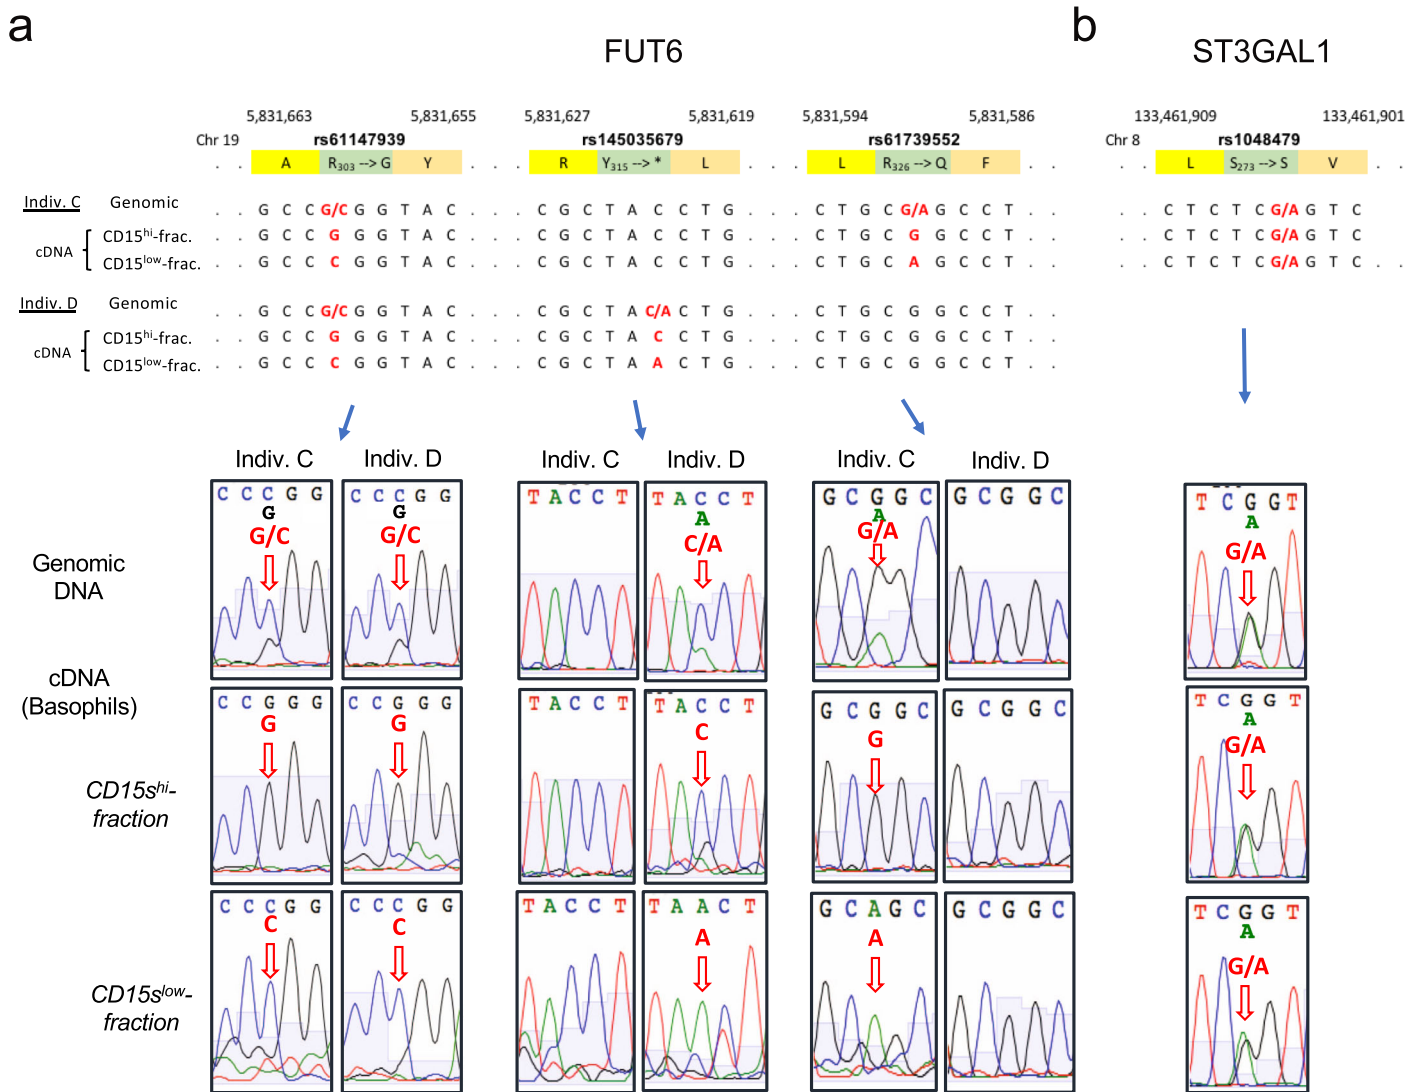 a
b
FUT6
ST3GAL1
5,831,663 5,831,655 5,831,627 5,831,619 5,831,594 5,831,586 133,461,909 133,461,901
Chr 19 rs61147939 rs145035679 rs61739552 Chr 8 rs1048479
. . A R303 --> G Y . . . R Y315 --> * L . . . L R326 --> Q F . . . . L S273 --> S V . .
Indiv. C Genomic . . G C C G/C G G T A C . . . C G C T A C C T G . . . C T G C G/A G C C T . . . . C T C T C G/A G T C
cDNA
CD15hi-frac. . . G C C G G G T A C . . . C G C T A C C T G . . . C T G C G G C C T . . . . C T C T C G/A G T C
CD15low-frac. . . G C C C G G T A C . . . C G C T A C C T G . . . C T G C A G C C T . . . . C T C T C G/A G T C . .
Indiv. D Genomic . . G C C G/C G G T A C . . . C G C T A C/A C T G . . . C T G C G G C C T . .
cDNA
CD15hi-frac. . . G C C G G G T A C . . . C G C T A C C T G . . . C T G C G G C C T . .
CD15low-frac. . . G C C C G G T A C . . . C G C T A A C T G . . . C T G C G G C C T . .
Indiv. C Indiv. D Indiv. C Indiv. D Indiv. C Indiv. D
Genomic
DNA
C C C G G C C C G G T A C C T T A C C T G C G G C G C G G C T C G G T
G G A A A
G/C G/C C/A G/A G/A
cDNA
(Basophils)
CD15shi-
fraction
C C G G G C C G G G T A C C T T A C C T G C G G C G C G G C T C G G T
A
G G C G G/A
CD15slow-
fraction
C C C G G C C C G G T A C C T T A A C T G C A G C G C G G C T C G G T
A
C C A A G/A